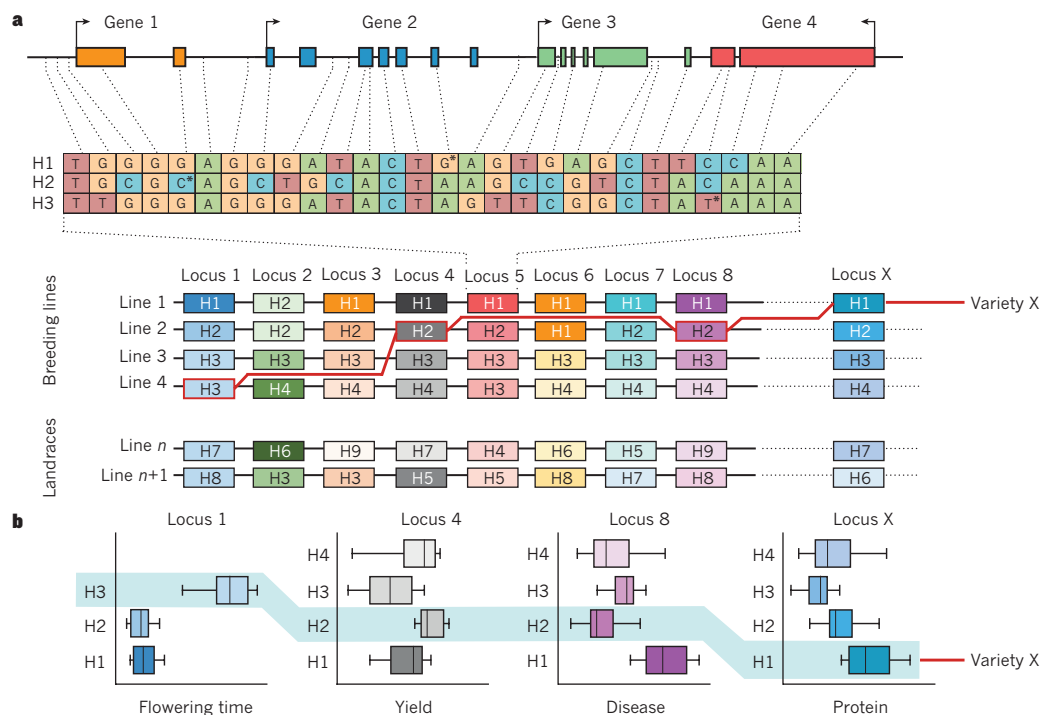 a
Gene 1 Gene 2 Gene 3 Gene 4
H1 T G G G G A G G G A T A C T G* A G T G A G C T T C C A A
H2 T G C G C* A G C T G C A C T A A G C C G T C T A C A A A
H3 T T G G G A G G G A T A C T A G T T C G G C T A T* A A A
Locus 1 Locus 2 Locus 3 Locus 4 Locus 5 Locus 6 Locus 7 Locus 8 Locus X
Breeding lines
Line 1 H1 H2 H1 H1 H1 H1 H1 H1 H1 Variety X
Line 2 H2 H2 H2 H2 H2 H1 H2 H2 H2
Line 3 H3 H3 H3 H3 H3 H3 H3 H3 H3
Line 4 H3 H4 H4 H4 H3 H4 H4 H4 H4
Landraces
Line n H7 H6 H9 H7 H4 H6 H5 H9 H7
Line n+1 H8 H3 H3 H5 H5 H8 H7 H8 H6
b
Locus 1
H3
H2
H1
Flowering time
Locus 4
H4
H3
H2
H1
Yield
Locus 8
H4
H3
H2
H1
Disease
Locus X
H4
H3
H2
H1
Variety X
Protein